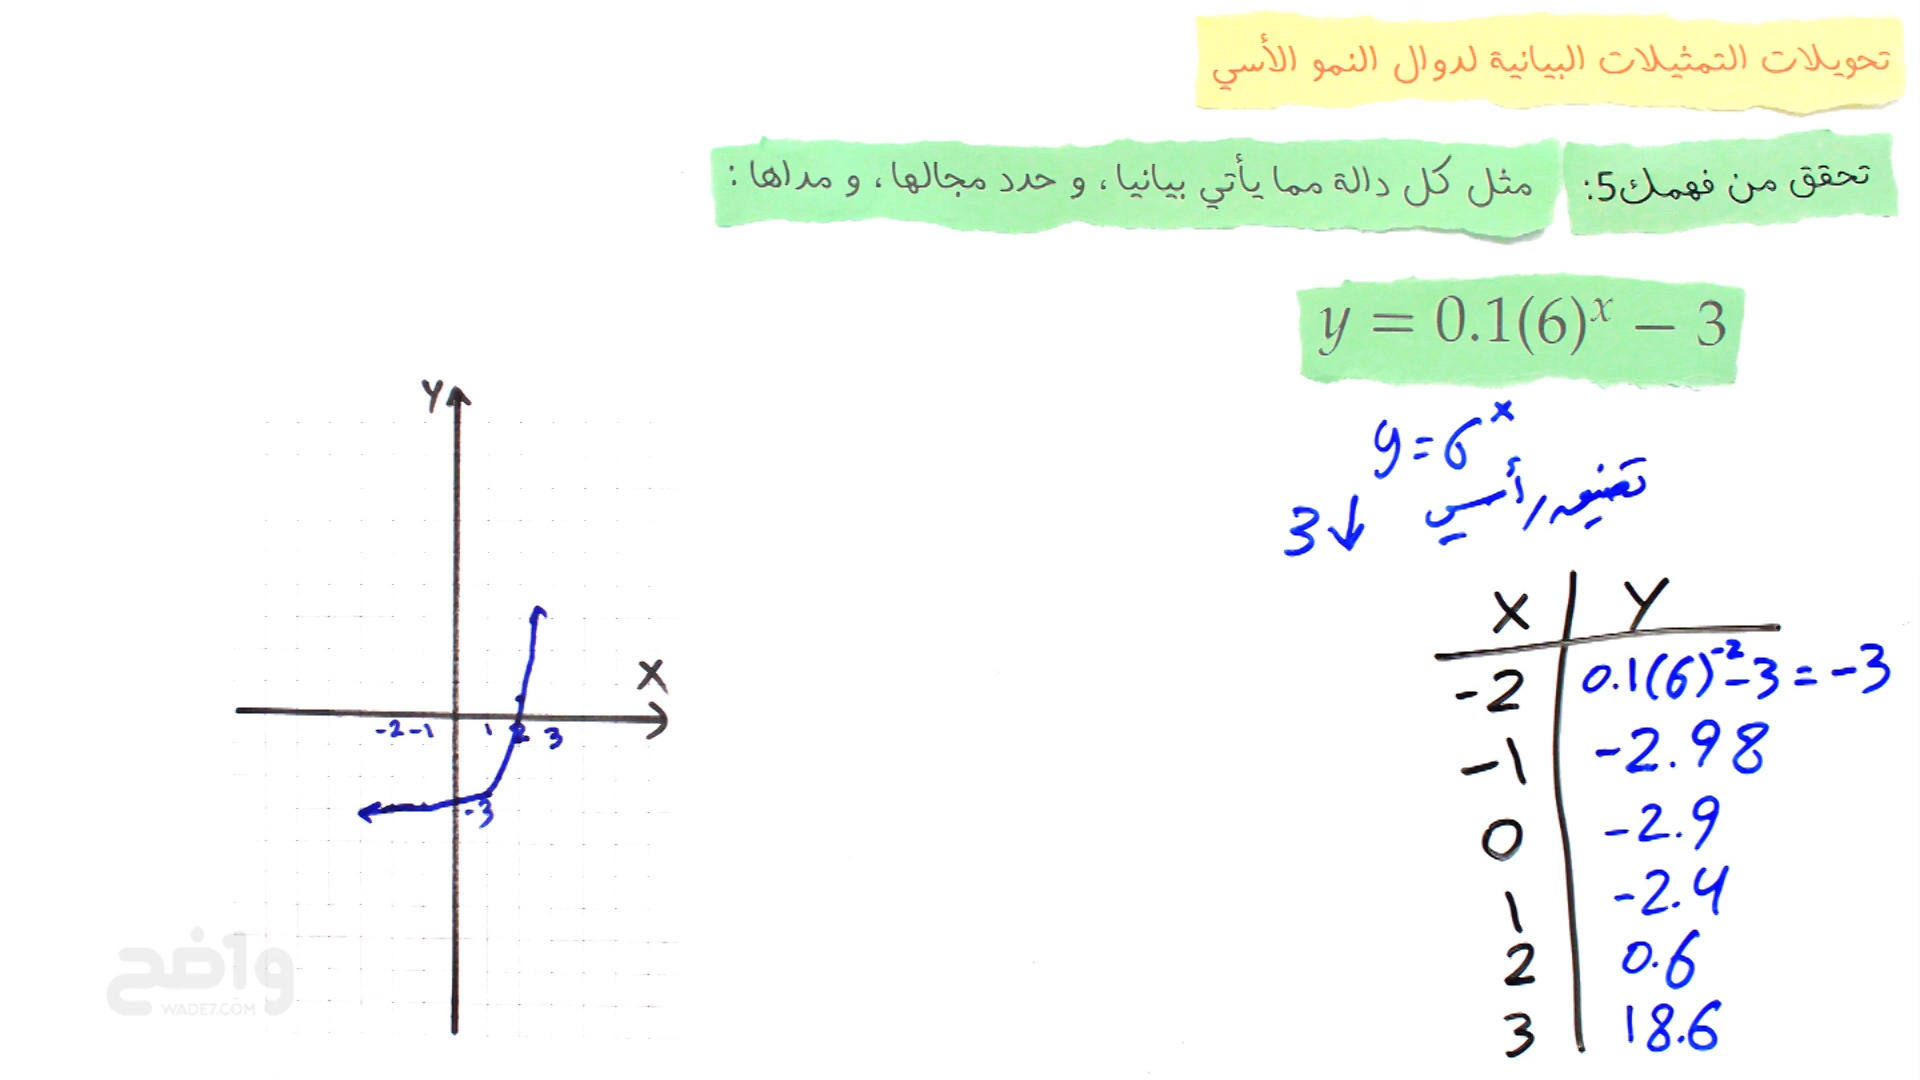 تحويلات التمثيلات البيانية لدوال النمو الأسي
تحقق من فهمك5: مثل كل دالة مما يأتي بيانيا، و حدد مجالها، و مداها:
y = 0.1(6)^x − 3
y = 6^x
تضييق رأسي
3↓
X Y
-2 0.1(6)^-2 -3 = -3
-1 -2.98
0 -2.9
1 -2.4
2 0.6
3 18.6
Y
X
-2 -1 1 2 3
-3
واضح
WADE7.COM